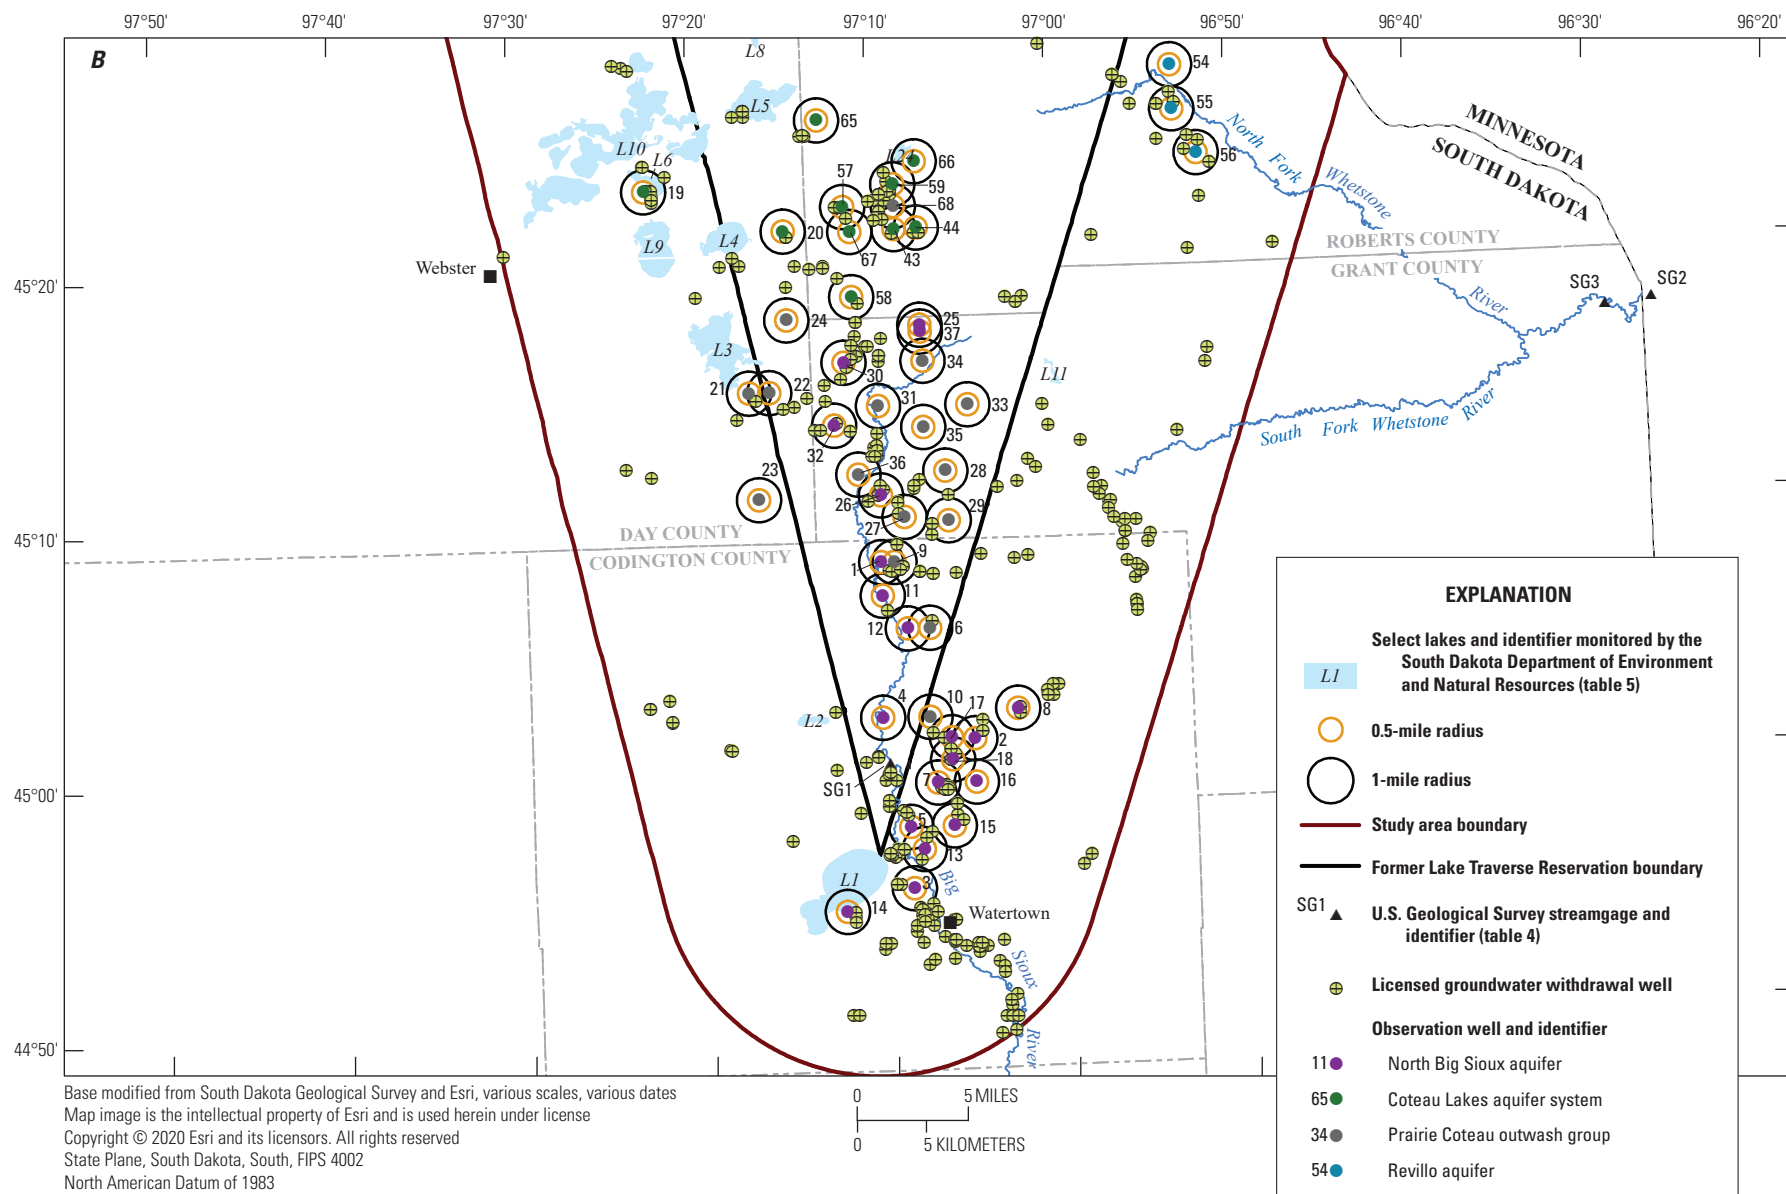 97°40' 97°30' 97°20' 97°10' 97°00' 96°50' 96°40' 96°30' 96°20'
B
L8
54
L5
55
65
MINNESOTA
SOUTH DAKOTA
North Fork
L10
L24
66
56
L6
57
59
Whetstone
19
68
44
L4
20
L9
67
43
ROBERTS COUNTY
GRANT COUNTY
Webster
SG3
SG2
45°20'
58
River
24
25
37
L3
34
L11
30
21
22
31
33
35
South Fork Whetstone River
32
23
36
28
26
27
29
DAY COUNTY
45°10'
CODINGTON COUNTY
9
1
11
12
6
4
10
17
8
L2
2
18
SG1
7
16
45°00'
5
15
13
L1
3
Big
14
Watertown
Sioux
River
44°50'
EXPLANATION
Select lakes and identifier monitored by the
L1
South Dakota Department of Environment
and Natural Resources (table 5)
0.5-mile radius
1-mile radius
Study area boundary
Former Lake Traverse Reservation boundary
SG1
U.S. Geological Survey streamgage and
identifier (table 4)
Licensed groundwater withdrawal well
Observation well and identifier
11 North Big Sioux aquifer
65 Coteau Lakes aquifer system
34 Prairie Coteau outwash group
54 Revillo aquifer
Base modified from South Dakota Geological Survey and Esri, various scales, various dates
Map image is the intellectual property of Esri and is used herein under license
Copyright © 2020 Esri and its licensors. All rights reserved
State Plane, South Dakota, South, FIPS 4002
North American Datum of 1983
0 5 MILES
0 5 KILOMETERS